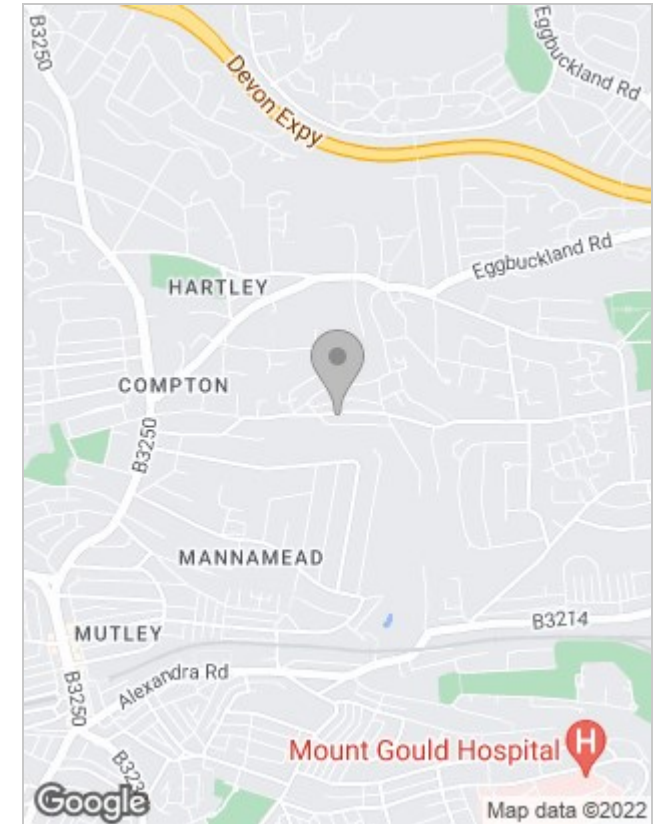 B3250
Devon Expy
Eggbuckland Rd
Eggbuckland Rd
HARTLEY
COMPTON
B3250
MANNAMEAD
B3214
MUTLEY
Alexandra Rd
B3250
Mount Gould Hospital H
Google
Map data ©2022